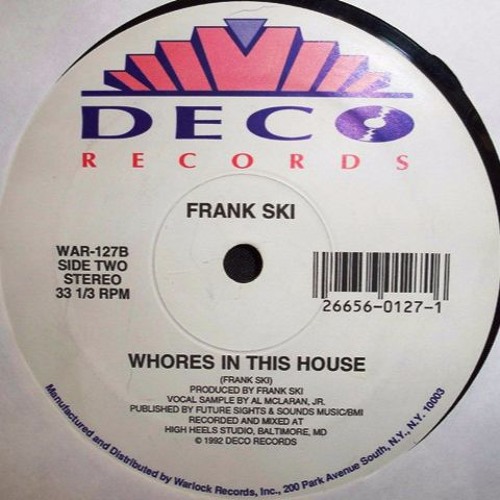 DECO
RECORDS
FRANK SKI
WAR-127B
SIDE TWO
STEREO
33 1/3 RPM
26656-0127-1
WHORES IN THIS HOUSE
(FRANK SKI)
PRODUCED BY FRANK SKI
VOCAL SAMPLE BY AL MCLARAN, JR.
PUBLISHED BY FUTURE SIGHTS & SOUNDS MUSIC/BMI
RECORDED AND MIXED AT
HIGH HEELS STUDIO, BALTIMORE, MD
© 1992 DECO RECORDS
Manufactured and Distributed by Warlock Records, Inc., 200 Park Avenue South, N.Y., N.Y. 10003